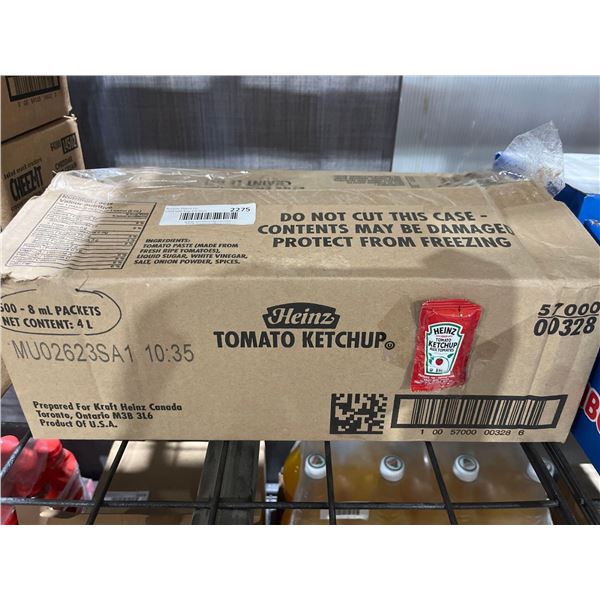 CHEEZ-IT
2275
DO NOT CUT THIS CASE -
CONTENTS MAY BE DAMAGED
PROTECT FROM FREEZING
INGREDIENTS:
TOMATO PASTE (MADE FROM
FRESH RIPE TOMATOES),
LIQUID SUGAR, WHITE VINEGAR,
SALT, ONION POWDER, SPICES.
500 - 8 mL PACKETS
NET CONTENT: 4 L
MU02623SA1 10:35
Heinz
TOMATO KETCHUP®
HEINZ
TOMATO
KETCHUP
57000
00328
Prepared For Kraft Heinz Canada
Toronto, Ontario M3B 3L6
Product Of U.S.A.
1 00 57000 00328 6